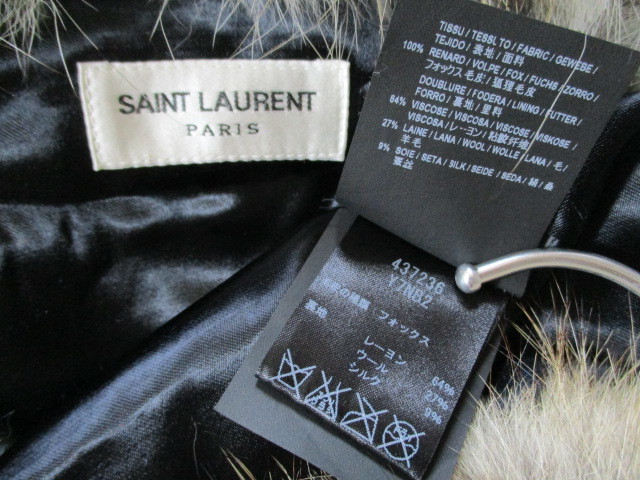 SAINT LAURENT
PARIS
TISSU / TESSUTO / FABRIC / GEWEBE /
TEJIDO / 表地 / 面料
100% RENARD / VOLPE / FOX / FUCHS / ZORRO /
フォックス毛皮 / 狐狸毛皮
DOUBLURE / FODERA / LINING / FUTTER /
FORRO / 裏地 / 里料
64% VISCOSE / VISCOSA / VISCOSE / VISKOSE /
VISCOSA / レーヨン / 粘胶纤维
27% LAINE / LANA / WOOL / WOLLE / LANA / 毛 /
羊毛
9% SOIE / SETA / SILK / SEIDE / SEDA / 絹 / 桑
蚕丝
437236
Y7NB2
フォックス
裏地
レーヨン 64%
ウール 27%
シルク 9%